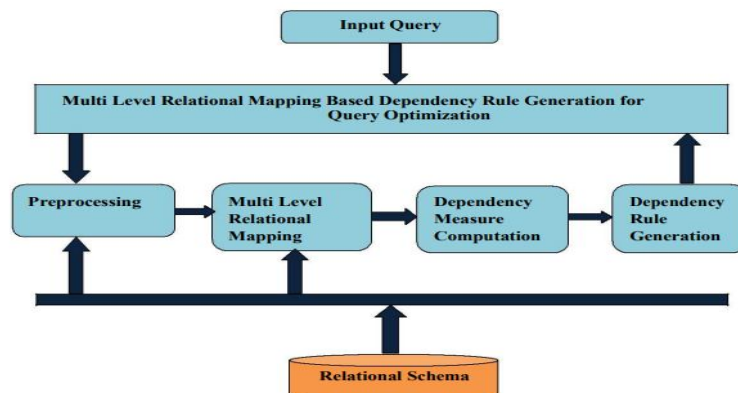 Input Query
Multi Level Relational Mapping Based Dependency Rule Generation for
Query Optimization
Preprocessing
Multi Level
Relational
Mapping
Dependency
Measure
Computation
Dependency
Rule
Generation
Relational Schema